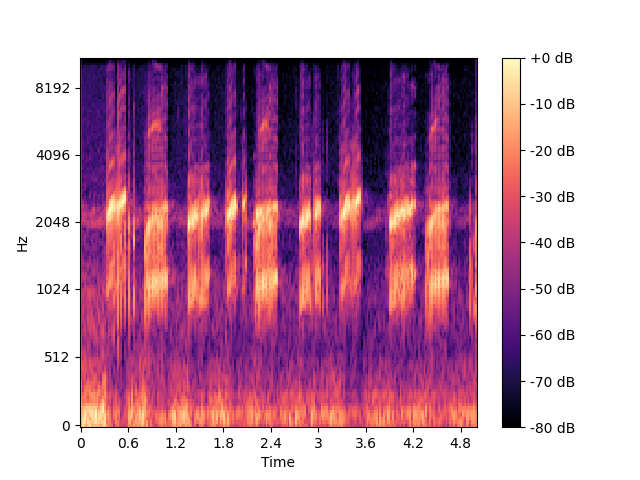 +0 dB
8192
-10 dB
4096
-20 dB
-30 dB
2048
-40 dB
Hz
1024
-50 dB
512
-60 dB
-70 dB
0
-80 dB
0 0.6 1.2 1.8 2.4 3 3.6 4.2 4.8
Time